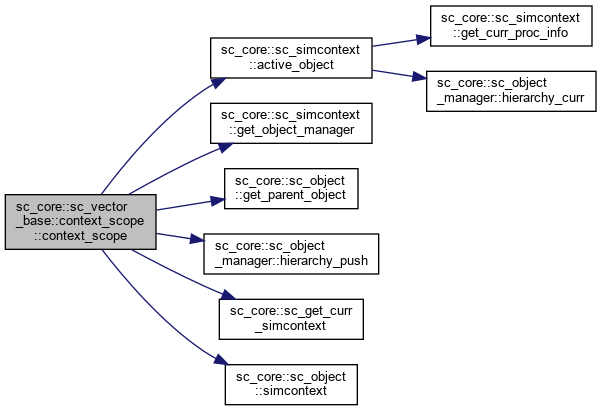 sc_core::sc_simcontext
::get_curr_proc_info
sc_core::sc_simcontext
::active_object
sc_core::sc_object
_manager::hierarchy_curr
sc_core::sc_simcontext
::get_object_manager
sc_core::sc_object
::get_parent_object
sc_core::sc_vector
_base::context_scope
::context_scope
sc_core::sc_object
_manager::hierarchy_push
sc_core::sc_get_curr
_simcontext
sc_core::sc_object
::simcontext